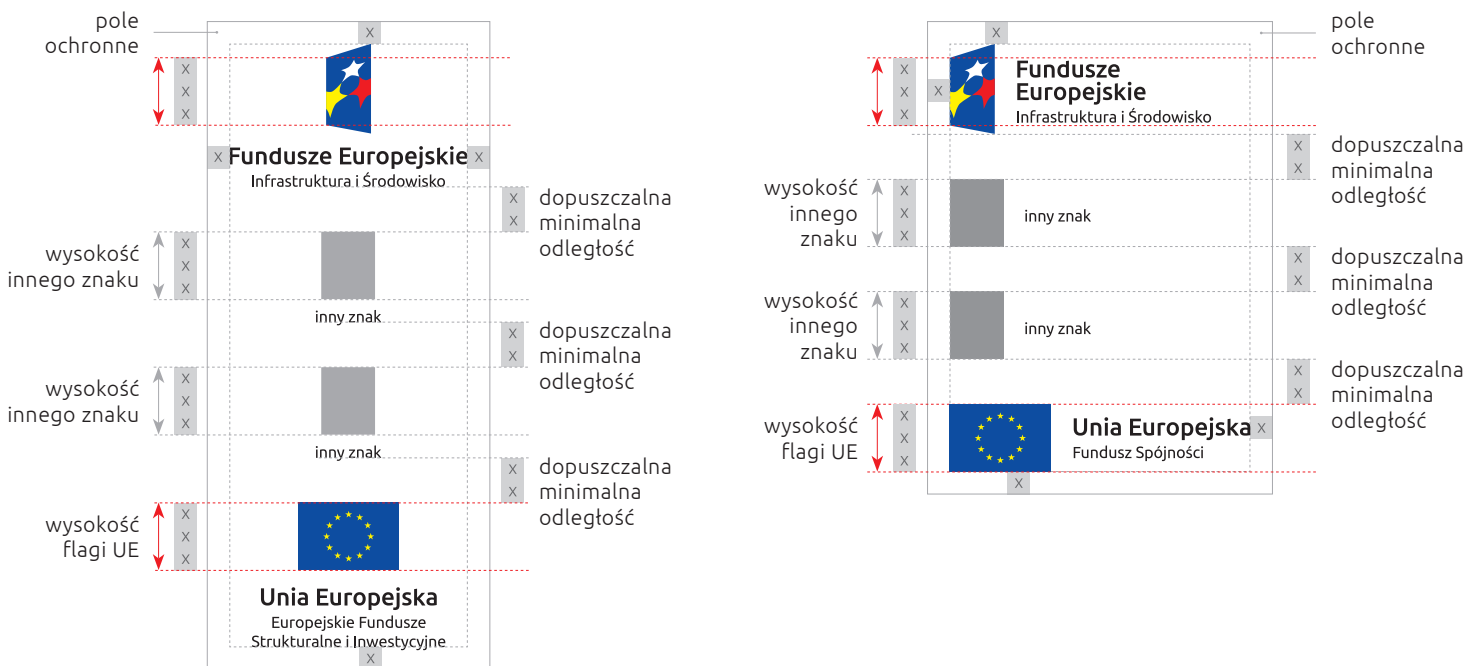 pole
ochronne
X
X
X
X
X
Fundusze Europejskie
X
Infrastruktura i Środowisko
X
X
dopuszczalna
minimalna
odległość
wysokość
innego znaku
X
X
X
inny znak
X
X
dopuszczalna
minimalna
odległość
wysokość
innego znaku
X
X
X
inny znak
X
X
dopuszczalna
minimalna
odległość
wysokość
flagi UE
X
X
X
Unia Europejska
Europejskie Fundusze
Strukturalne i Inwestycyjne
X
X
pole
ochronne
X
X
X
X
Fundusze
Europejskie
Infrastruktura i Środowisko
X
X
dopuszczalna
minimalna
odległość
wysokość
innego
znaku
X
X
X
inny znak
X
X
dopuszczalna
minimalna
odległość
wysokość
innego
znaku
X
X
X
inny znak
X
X
dopuszczalna
minimalna
odległość
wysokość
flagi UE
X
X
X
Unia Europejska
X
Fundusz Spójności
X